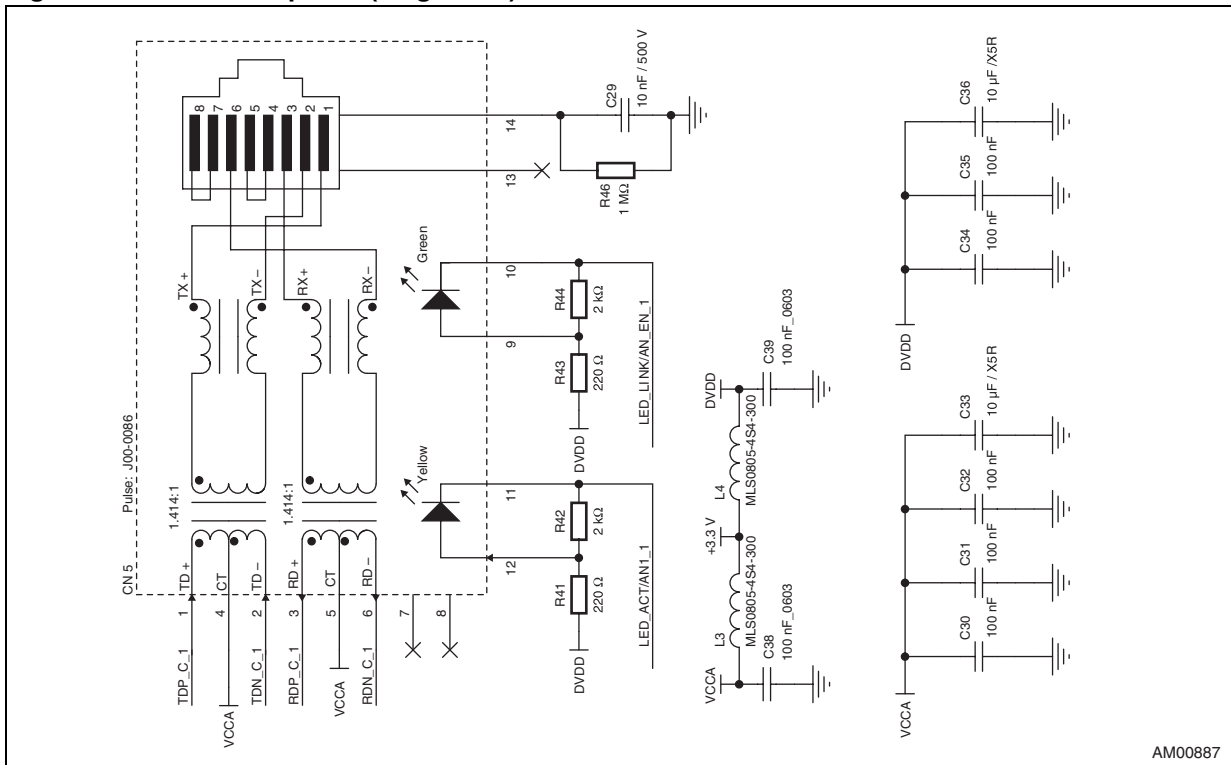 CN 5
Pulse: J00-0086
8
7
6
5
4
3
2
1
TX +
TX –
RX+
RX–
1.414:1
1.414:1
TD +
CT
TD –
RD +
CT
RD –
1
4
2
3
5
6
7
8
TDP_C_1
VCCA
TDN_C_1
RDP_C_1
VCCA
RDN_C_1
14
13
C29
10 nF / 500 V
R46
1 MΩ
Green
10
9
R44
2 kΩ
R43
220 Ω
DVDD
LED_LINK/AN_EN_1
Yellow
11
12
R42
2 kΩ
R41
220 Ω
DVDD
LED_ACT/AN1_1
DVDD
C39
100 nF_0603
L4
MLS0805-4S4-300
+3.3 V
L3
MLS0805-4S4-300
VCCA
C38
100 nF_0603
C36
10 µF /X5R
C35
100 nF
C34
100 nF
DVDD
C33
10 µF / X5R
C32
100 nF
C31
100 nF
C30
100 nF
VCCA
AM00887